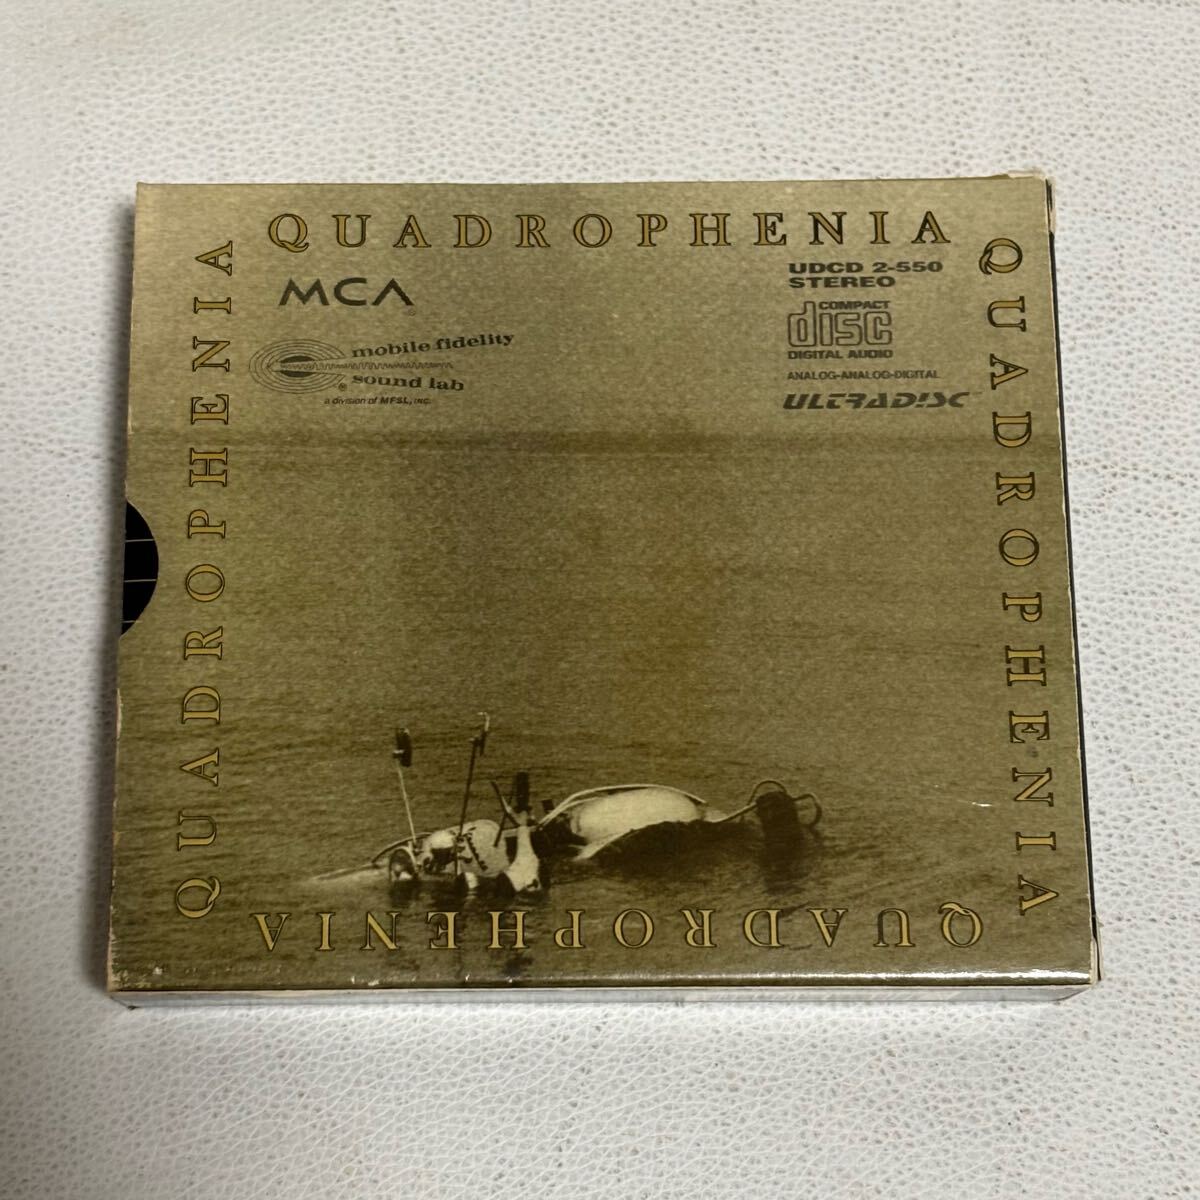 QUADROPHENIA
MCA
®
mobile fidelity
sound lab
®
a division of MFSL, INC.
UDCD 2-550
STEREO
COMPACT
disc
DIGITAL AUDIO
ANALOG-ANALOG-DIGITAL
ULTRADISC™
QUADROPHENIA
QUADROPHENIA
QUADROPHENIA